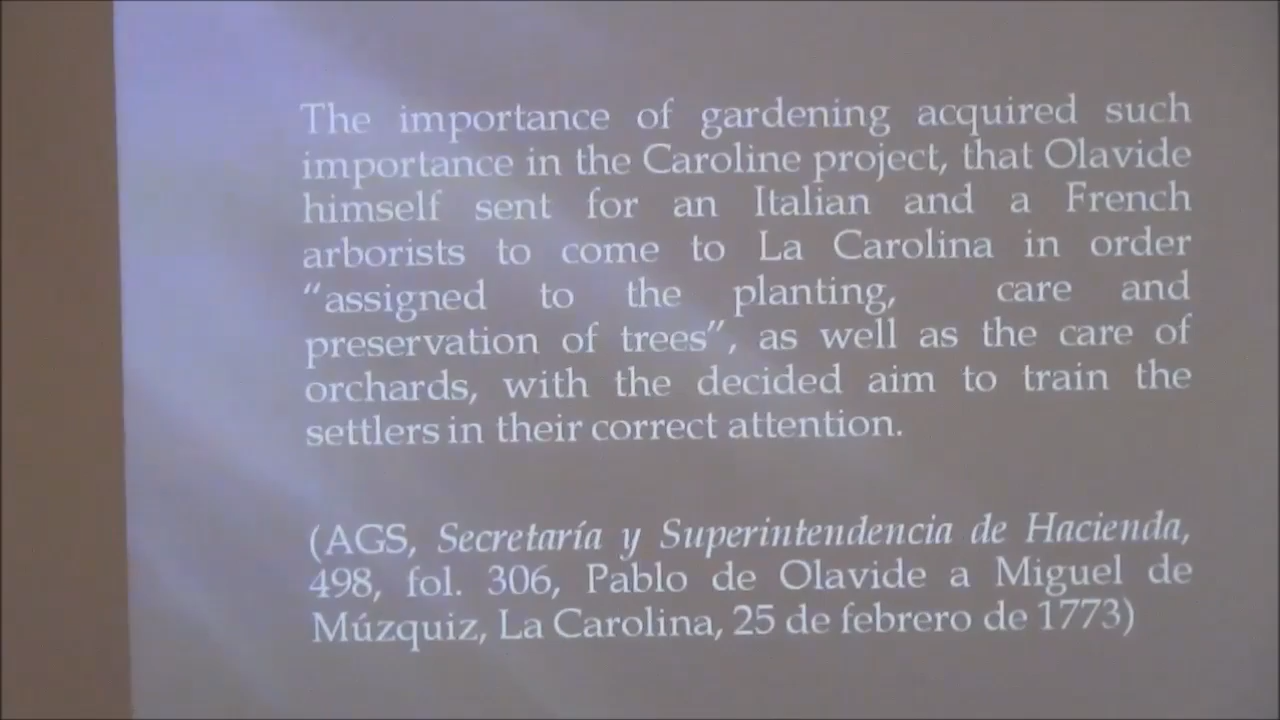 The importance of gardening acquired such
importance in the Caroline project, that Olavide
himself sent for an Italian and a French
arborists to come to La Carolina in order
“assigned to the planting, care and
preservation of trees”, as well as the care of
orchards, with the decided aim to train the
settlers in their correct attention.
(AGS, Secretaría y Superintendencia de Hacienda,
498, fol. 306, Pablo de Olavide a Miguel de
Múzquiz, La Carolina, 25 de febrero de 1773)